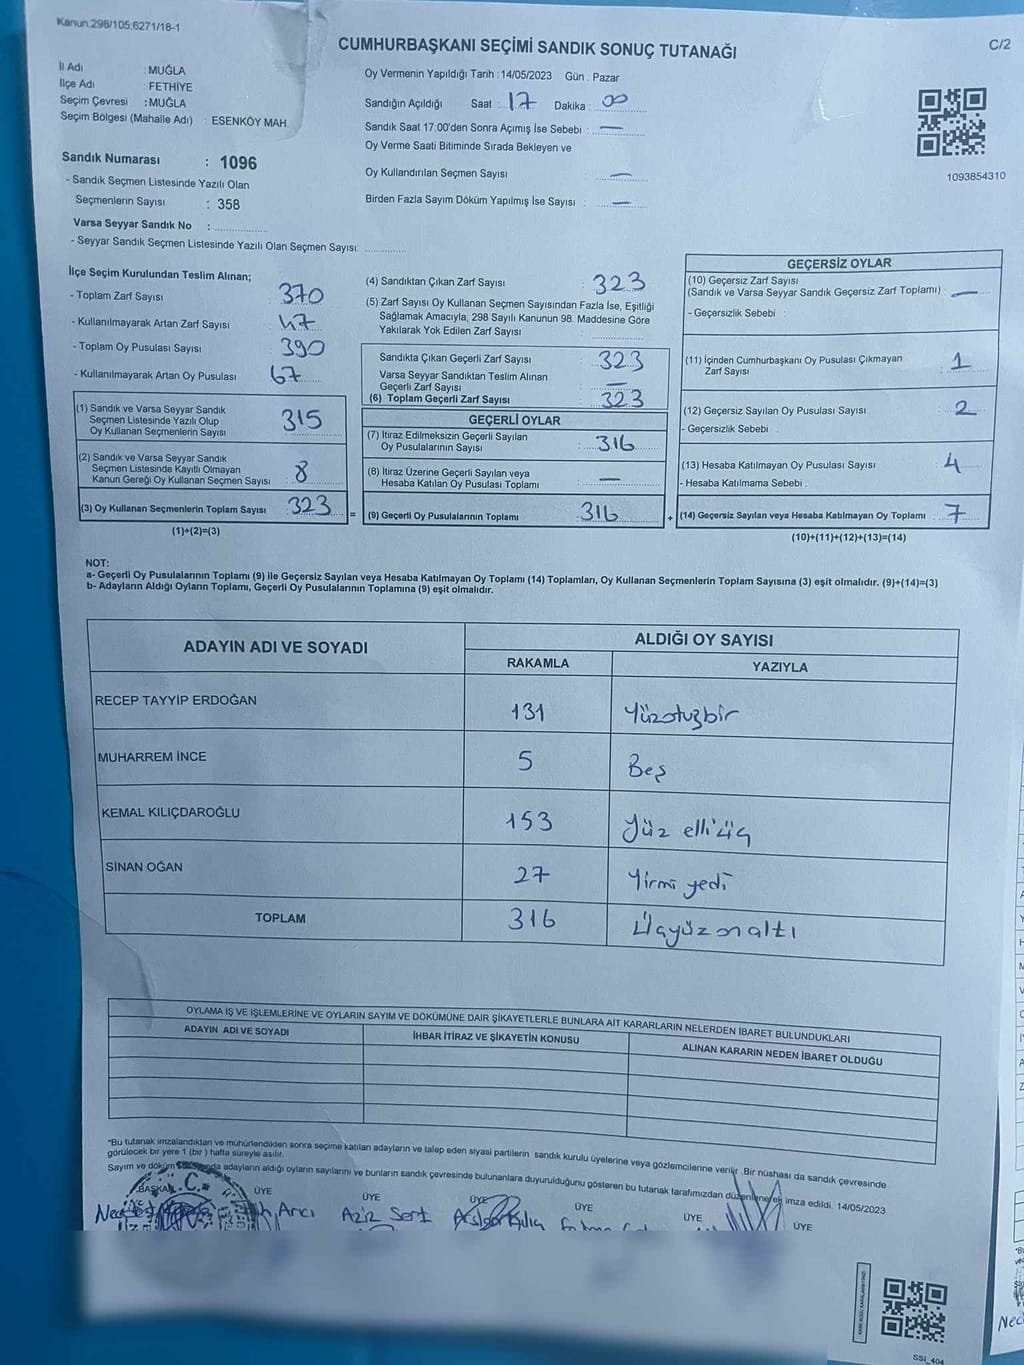 Kanun:298/105;6271/18-1
C/2
CUMHURBAŞKANI SEÇİMİ SANDIK SONUÇ TUTANAĞI
İl Adı : MUĞLA
İlçe Adı : FETHİYE
Seçim Çevresi : MUĞLA
Seçim Bölgesi (Mahalle Adı) : ESENKÖY MAH.
Oy Vermenin Yapıldığı Tarih : 14/05/2023 Gün : Pazar
Sandığın Açıldığı Saat : 17 Dakika : 00
Sandık Saat 17:00'den Sonra Açımış İse Sebebi : —
Oy Verme Saati Bitiminde Sırada Bekleyen ve
Oy Kullandırılan Seçmen Sayısı : —
Birden Fazla Sayım Döküm Yapılmış İse Sayısı : —
1093854310
Sandık Numarası : 1096
- Sandık Seçmen Listesinde Yazılı Olan
Seçmenlerin Sayısı : 358
Varsa Seyyar Sandık No :
- Seyyar Sandık Seçmen Listesinde Yazılı Olan Seçmen Sayısı:
İlçe Seçim Kurulundan Teslim Alınan;
- Toplam Zarf Sayısı 370
- Kullanılmayarak Artan Zarf Sayısı : 47
- Toplam Oy Pusulası Sayısı 390
- Kullanılmayarak Artan Oy Pusulası 67
(1) Sandık ve Varsa Seyyar Sandık
Seçmen Listesinde Yazılı Olup
Oy Kullanan Seçmenlerin Sayısı 315
(2) Sandık ve Varsa Seyyar Sandık
Seçmen Listesinde Kayıtlı Olmayan
Kanun Gereği Oy Kullanan Seçmen Sayısı : 8
(3) Oy Kullanan Seçmenlerin Toplam Sayısı : 323 =
(1)+(2)=(3)
(4) Sandıktan Çıkan Zarf Sayısı : 323
(5) Zarf Sayısı Oy Kullanan Seçmen Sayısından Fazla İse, Eşitliği
Sağlamak Amacıyla, 298 Sayılı Kanunun 98. Maddesine Göre
Yakılarak Yok Edilen Zarf Sayısı
Sandıkta Çıkan Geçerli Zarf Sayısı : 323
Varsa Seyyar Sandıktan Teslim Alınan
Geçerli Zarf Sayısı : —
(6) Toplam Geçerli Zarf Sayısı : 323
GEÇERLİ OYLAR
(7) İtiraz Edilmeksizin Geçerli Sayılan
Oy Pusulalarının Sayısı : 316
(8) İtiraz Üzerine Geçerli Sayılan veya
Hesaba Katılan Oy Pusulası Toplamı : —
(9) Geçerli Oy Pusulalarının Toplamı 316 +
GEÇERSİZ OYLAR
(10) Geçersiz Zarf Sayısı
(Sandık ve Varsa Seyyar Sandık Geçersiz Zarf Toplamı) : —
- Geçersizlik Sebebi :
(11) İçinden Cumhurbaşkanı Oy Pusulası Çıkmayan
Zarf Sayısı : 1
(12) Geçersiz Sayılan Oy Pusulası Sayısı : 2
- Geçersizlik Sebebi :
(13) Hesaba Katılmayan Oy Pusulası Sayısı : 4
- Hesaba Katılmama Sebebi :
(14) Geçersiz Sayılan veya Hesaba Katılmayan Oy Toplamı : 7
(10)+(11)+(12)+(13)=(14)
NOT:
a- Geçerli Oy Pusulalarının Toplamı (9) ile Geçersiz Sayılan veya Hesaba Katılmayan Oy Toplamı (14) Toplamları, Oy Kullanan Seçmenlerin Toplam Sayısına (3) eşit olmalıdır. (9)+(14)=(3)
b- Adayların Aldığı Oyların Toplamı, Geçerli Oy Pusulalarının Toplamına (9) eşit olmalıdır.
ADAYIN ADI VE SOYADI ALDIĞI OY SAYISI
RAKAMLA YAZIYLA
RECEP TAYYİP ERDOĞAN 131 Yüzotuzbir
MUHARREM İNCE 5 Beş
KEMAL KILIÇDAROĞLU 153 Yüz elli'üç
SİNAN OĞAN 27 Yirmi yedi
TOPLAM 316 Üçyüz on altı
OYLAMA İŞ VE İŞLEMLERİNE VE OYLARIN SAYIM VE DÖKÜMÜNE DAİR ŞİKAYETLERLE BUNLARA AİT KARARLARIN NELERDEN İBARET BULUNDUKLARI
ADAYIN ADI VE SOYADI İHBAR İTİRAZ VE ŞİKAYETİN KONUSU ALINAN KARARIN NEDEN İBARET OLDUĞU
*Bu tutanak imzalandıktan ve mühürlendikten sonra seçime katılan adayların ve talep eden siyasi partilerin sandık kurulu üyelerine veya gözlemcilerine verilir. Bir nüshası da sandık çevresinde
görülecek bir yere 1 (bir) hafta süreyle asılır.
Sayım ve döküm adayların aldığı oyların sayılarını ve bunların sandık çevresinde bulunanlara duyurulduğunu gösteren bu tutanak tarafımızdan düzenlenerek imza edildi. 14/05/2023
BAŞKAN ÜYE ÜYE ÜYE ÜYE ÜYE ÜYE
Arıcı Aziz Sert
SSI_404